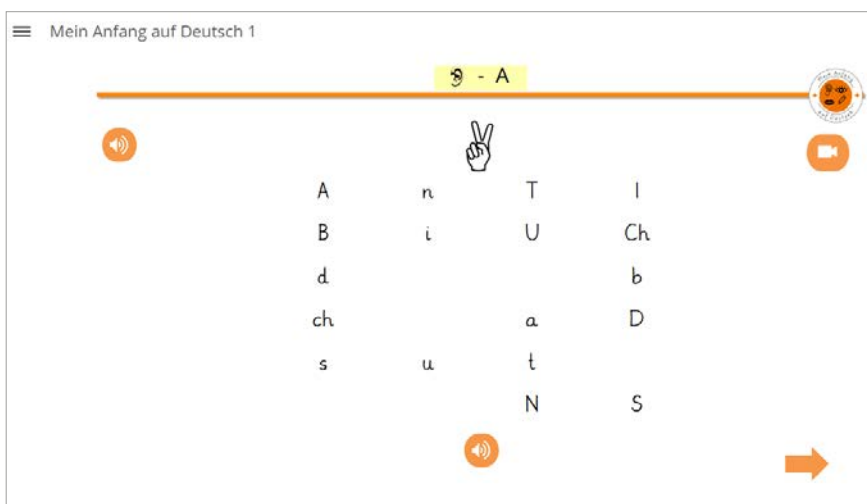 Mein Anfang auf Deutsch 1
- A
A n T I
B i U Ch
d b
ch a D
s u t
N S